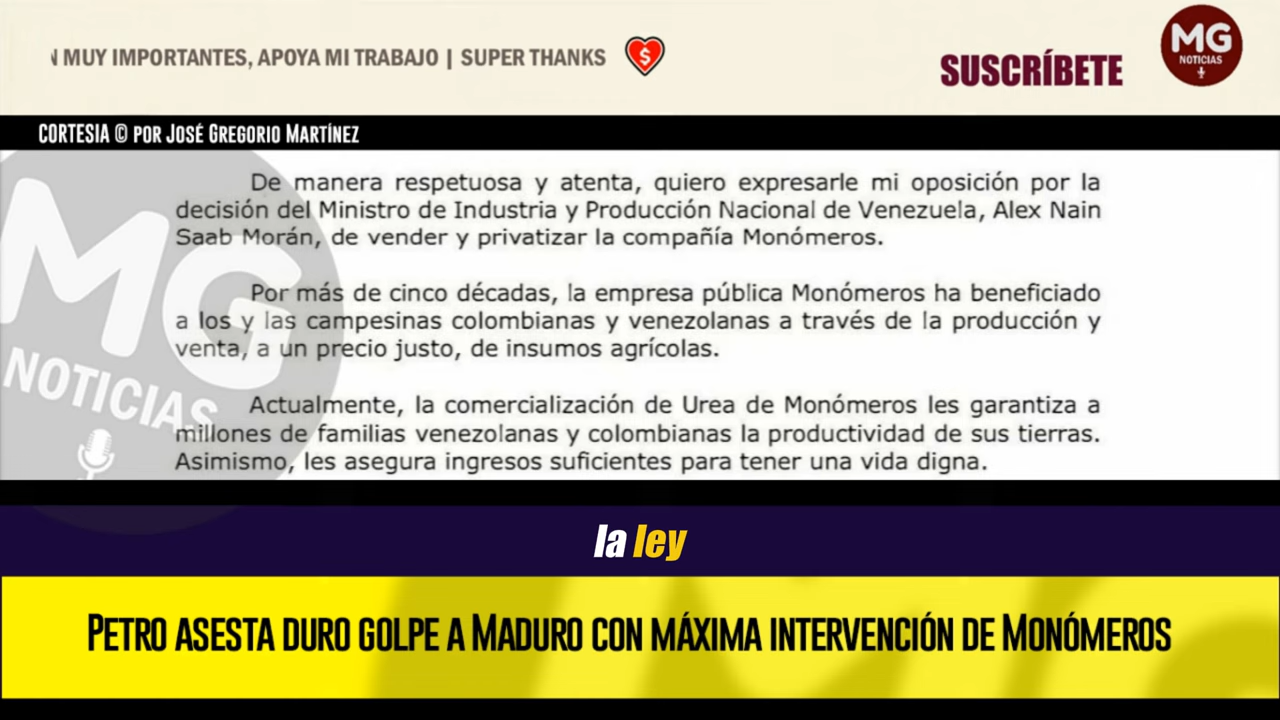 MUY IMPORTANTES, APOYA MI TRABAJO | SUPER THANKS
$
SUSCRÍBETE
MG
NOTICIAS
CORTESIA © POR JOSÉ GREGORIO MARTÍNEZ
De manera respetuosa y atenta, quiero expresarle mi oposición por la
decisión del Ministro de Industria y Producción Nacional de Venezuela, Alex Nain
Saab Morán, de vender y privatizar la compañía Monómeros.
Por más de cinco décadas, la empresa pública Monómeros ha beneficiado
a los y las campesinas colombianas y venezolanas a través de la producción y
venta, a un precio justo, de insumos agrícolas.
Actualmente, la comercialización de Urea de Monómeros les garantiza a
millones de familias venezolanas y colombianas la productividad de sus tierras.
Asimismo, les asegura ingresos suficientes para tener una vida digna.
MG
NOTICIAS
la ley
PETRO ASESTA DURO GOLPE A MADURO CON MÁXIMA INTERVENCIÓN DE MONÓMEROS